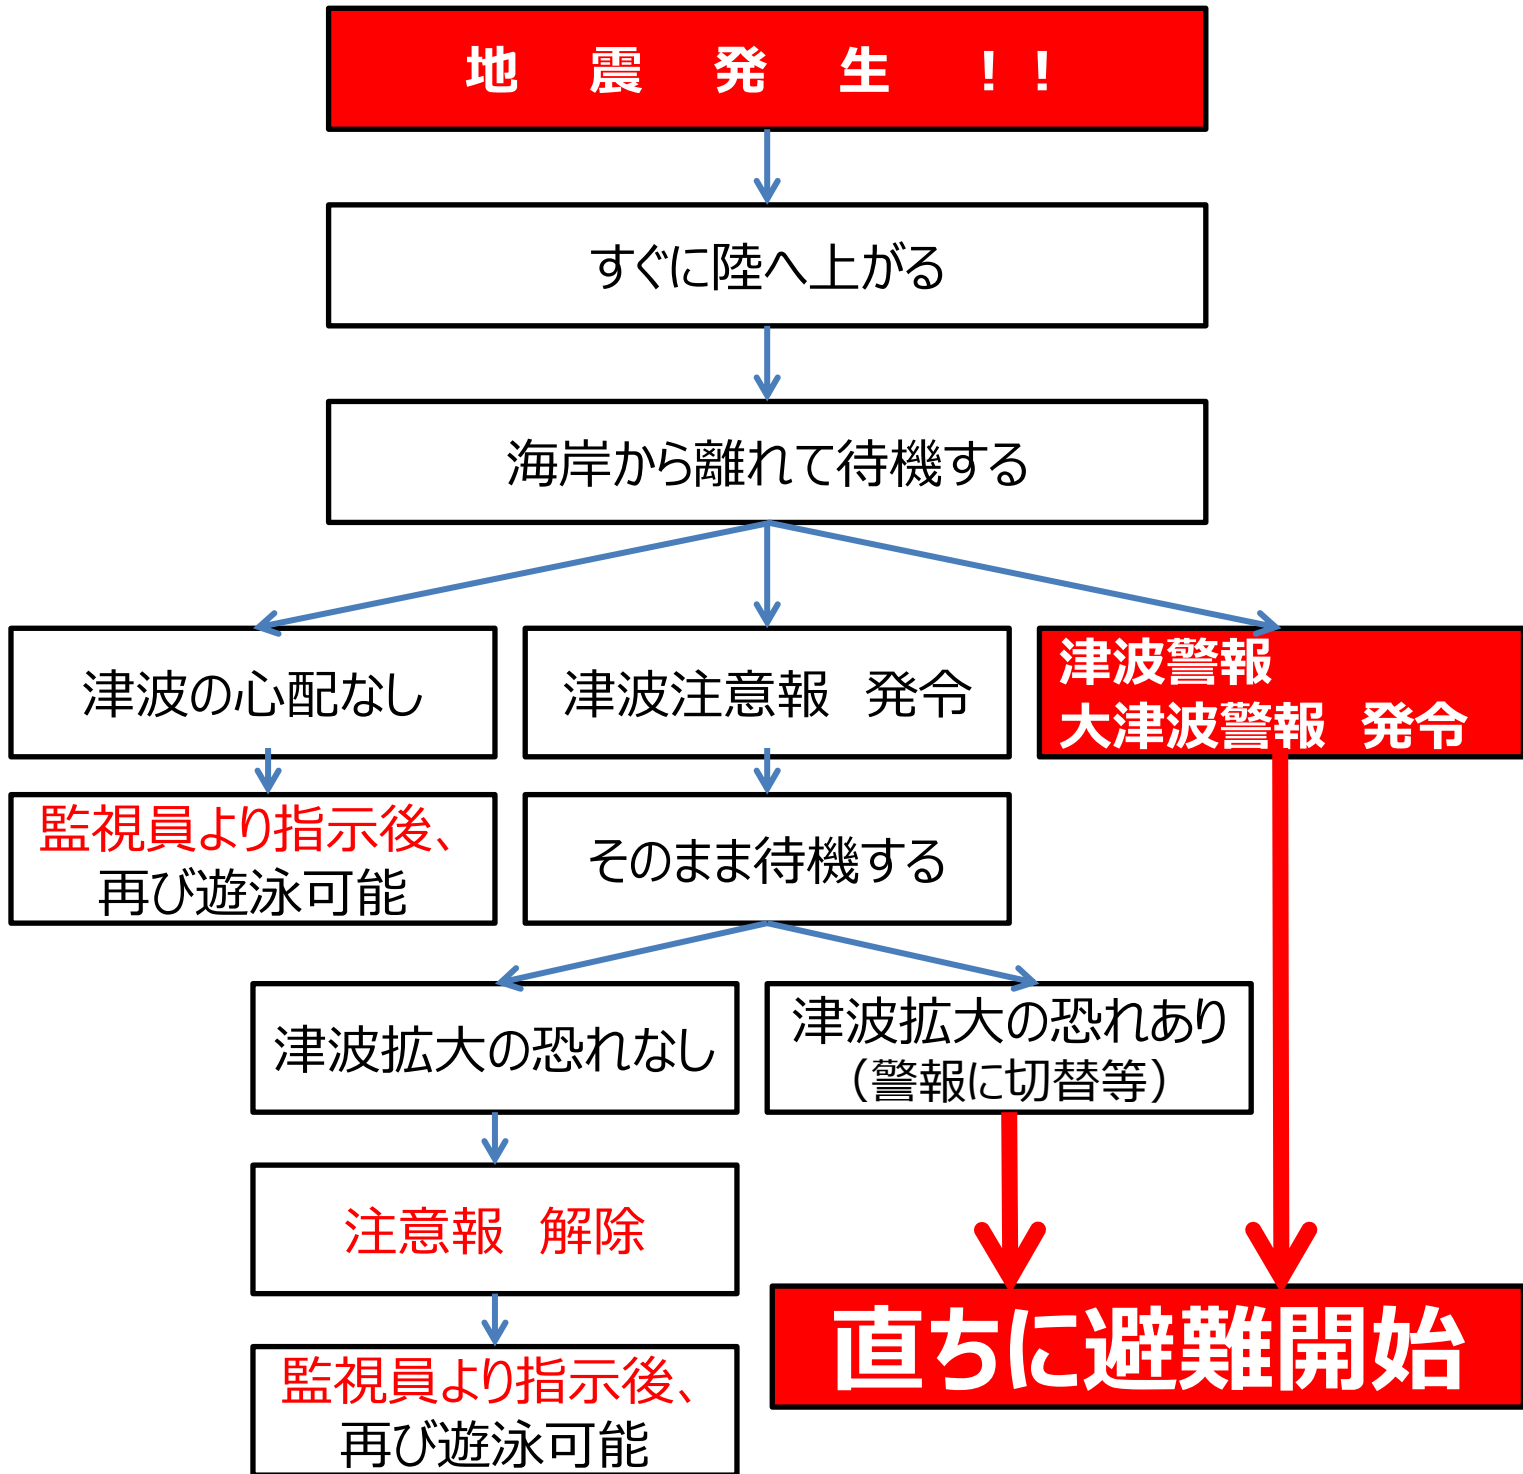 地　震　発　生　！！
すぐに陸へ上がる
海岸から離れて待機する
津波の心配なし
津波注意報　発令
津波警報
大津波警報　発令
監視員より指示後、
再び遊泳可能
そのまま待機する
津波拡大の恐れなし
津波拡大の恐れあり
（警報に切替等）
注意報　解除
直ちに避難開始
監視員より指示後、
再び遊泳可能